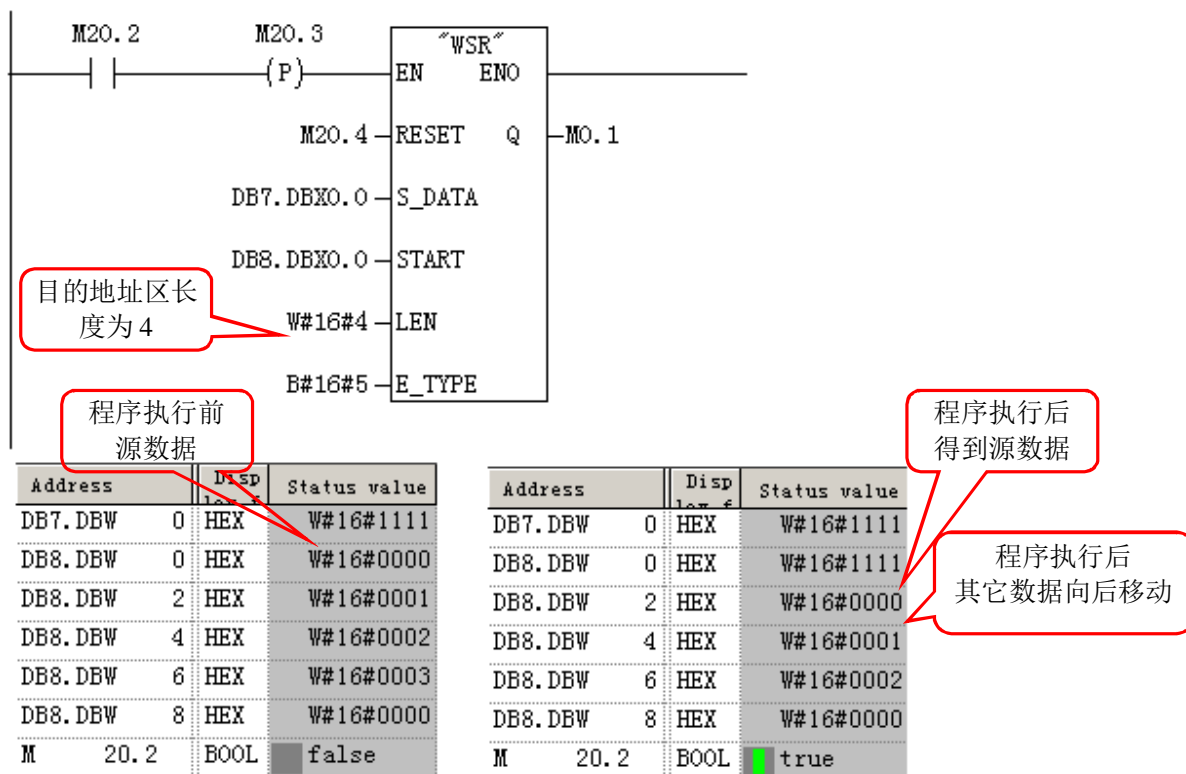 M20.2 M20.3 "WSR"
(P) EN ENO
M20.4 RESET Q M0.1
DB7.DBX0.0 S_DATA
DB8.DBX0.0 START
目的地址区长
度为4
W#16#4 LEN
B#16#5 E_TYPE
程序执行前
源数据
程序执行后
得到源数据
程序执行后
其它数据向后移动
Address Disp Status value
DB7.DBW 0 HEX W#16#1111
DB8.DBW 0 HEX W#16#0000
DB8.DBW 2 HEX W#16#0001
DB8.DBW 4 HEX W#16#0002
DB8.DBW 6 HEX W#16#0003
DB8.DBW 8 HEX W#16#0000
M 20.2 BOOL false
Address Disp Status value
DB7.DBW 0 HEX W#16#1111
DB8.DBW 0 HEX W#16#1111
DB8.DBW 2 HEX W#16#0000
DB8.DBW 4 HEX W#16#0001
DB8.DBW 6 HEX W#16#0002
DB8.DBW 8 HEX W#16#0000
M 20.2 BOOL true